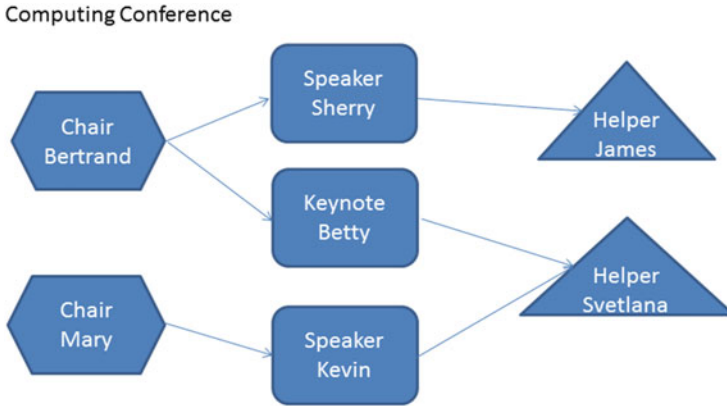 Computing Conference
Chair
Bertrand
Speaker
Sherry
Helper
James
Keynote
Betty
Helper
Svetlana
Chair
Mary
Speaker
Kevin